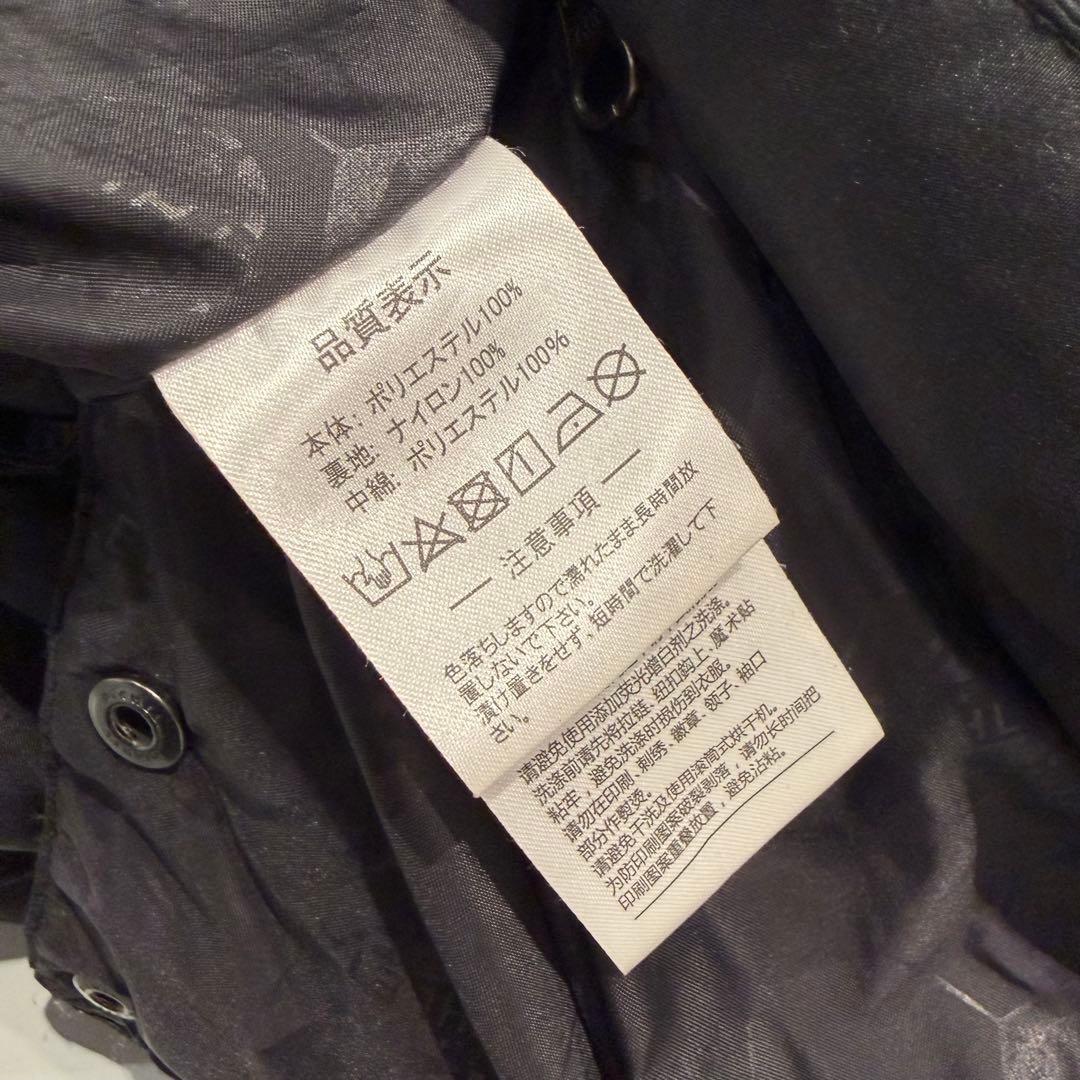 品質表示
本体: ポリエステル100%
裏地: ナイロン100%
中綿: ポリエステル100%
注意事項
色落ちしますので濡れたまま長時間放
置しないで下さい。
漬け置きをせず、短時間で洗濯して下
さい。
请避免使用添加荧光增白剂之洗涤
洗涤前请先将拉链, 纽扣鈎上, 魔术贴
粘牢, 避免洗涤时损伤到衣服。
请勿在印刷, 刺绣, 徽章, 领子, 袖口
部分作熨烫。
请避免干洗及使用滚筒式烘干机。
为防印刷图案破裂剥落, 请勿长时间把
印刷图案重叠放置, 避免沾粘。